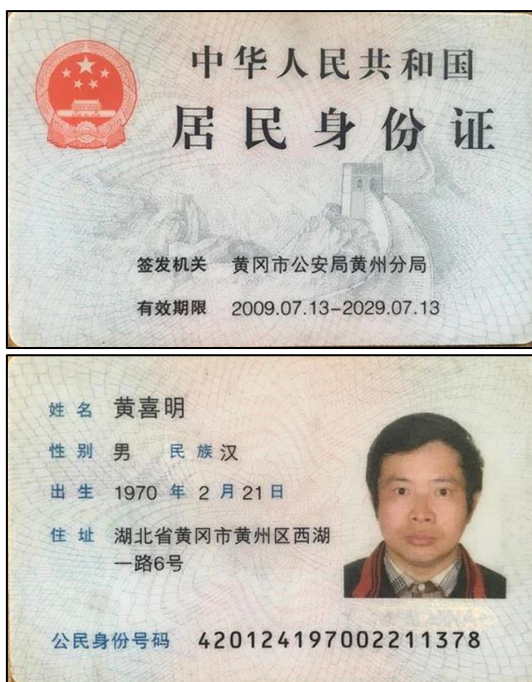 中华人民共和国
居民身份证
签发机关 黄冈市公安局黄州分局
有效期限 2009.07.13-2029.07.13
姓名 黄喜明
性别 男 民族 汉
出生 1970 年 2 月 21 日
住址 湖北省黄冈市黄州区西湖
一路6号
公民身份号码 420124197002211378